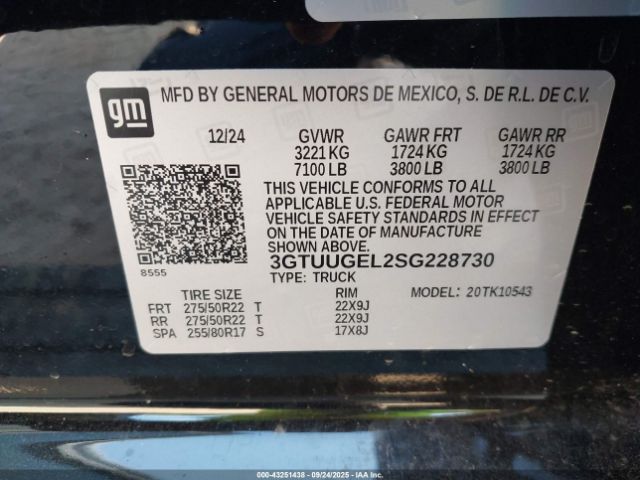 gm MFD BY GENERAL MOTORS DE MEXICO, S. DE R.L. DE C.V.
12/24 GVWR GAWR FRT GAWR RR
3221 KG 1724 KG 1724 KG
7100 LB 3800 LB 3800 LB
THIS VEHICLE CONFORMS TO ALL
APPLICABLE U.S. FEDERAL MOTOR
VEHICLE SAFETY STANDARDS IN EFFECT
ON THE DATE OF MANUFACTURE
SHOWN ABOVE.
3GTUUGEL2SG228730
8555
TYPE: TRUCK
TIRE SIZE RIM MODEL: 20TK10543
FRT 275/50R22 T 22X9J
RR 275/50R22 T 22X9J
SPA 255/80R17 S 17X8J
000-43251438 | 09/24/2025 | IAAI.COM